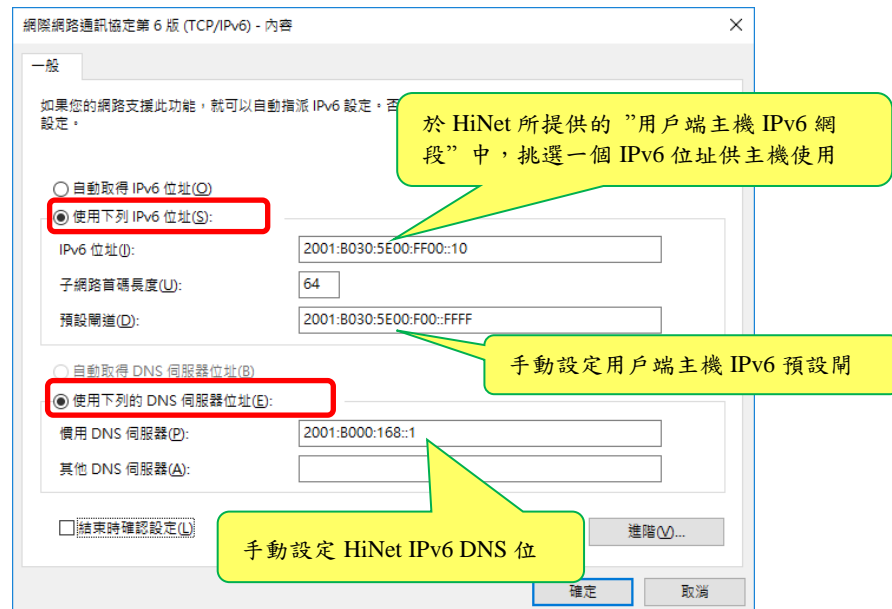 網際網路通訊協定第 6 版 (TCP/IPv6) - 內容
一般
如果您的網路支援此功能，就可以自動指派 IPv6 設定。否
設定。
於 HiNet 所提供的 ”用戶端主機 IPv6 網
段” 中，挑選一個 IPv6 位址供主機使用
自動取得 IPv6 位址(O)
使用下列 IPv6 位址(S):
IPv6 位址(I):
2001:B030:5E00:FF00::10
子網路首碼長度(U):
64
預設閘道(D):
2001:B030:5E00:F00::FFFF
手動設定用戶端主機 IPv6 預設閘
自動取得 DNS 伺服器位址(B)
使用下列的 DNS 伺服器位址(E):
慣用 DNS 伺服器(P):
2001:B000:168::1
其他 DNS 伺服器(A):
結束時確認設定(L)
手動設定 HiNet IPv6 DNS 位
進階(V)...
確定
取消